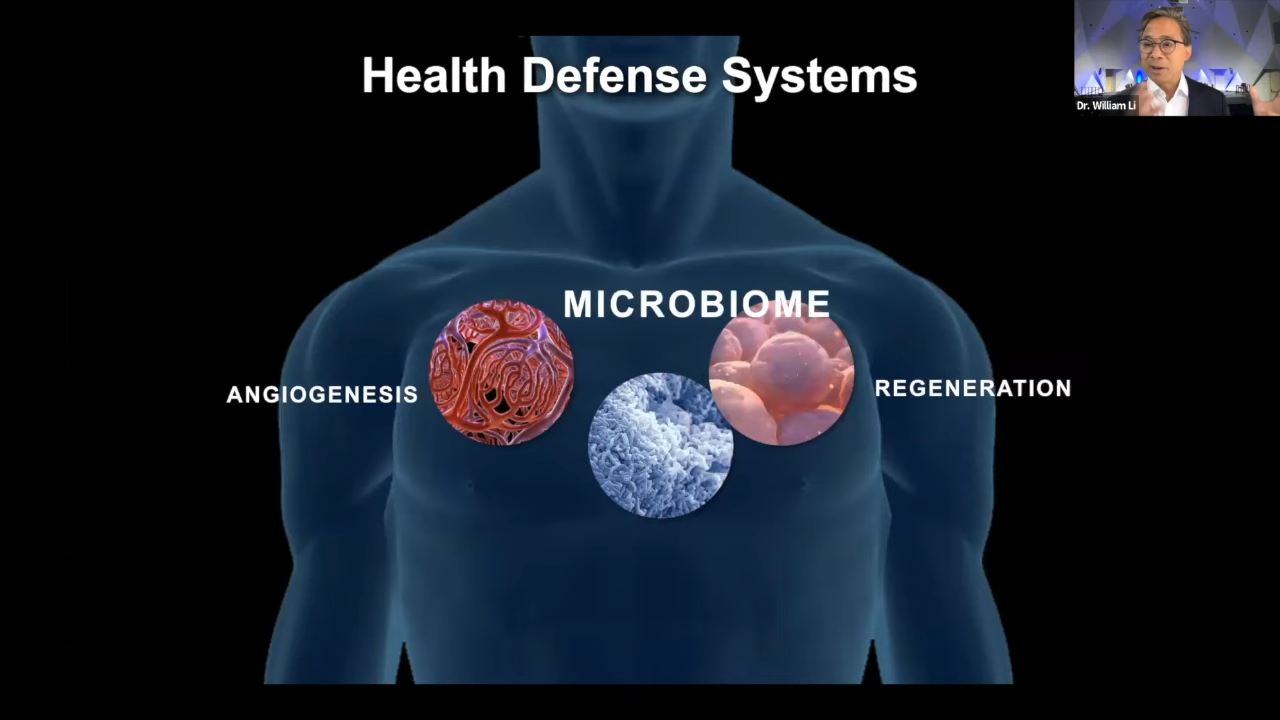 Health Defense Systems
Dr. William Li
MICROBIOME
ANGIOGENESIS
REGENERATION